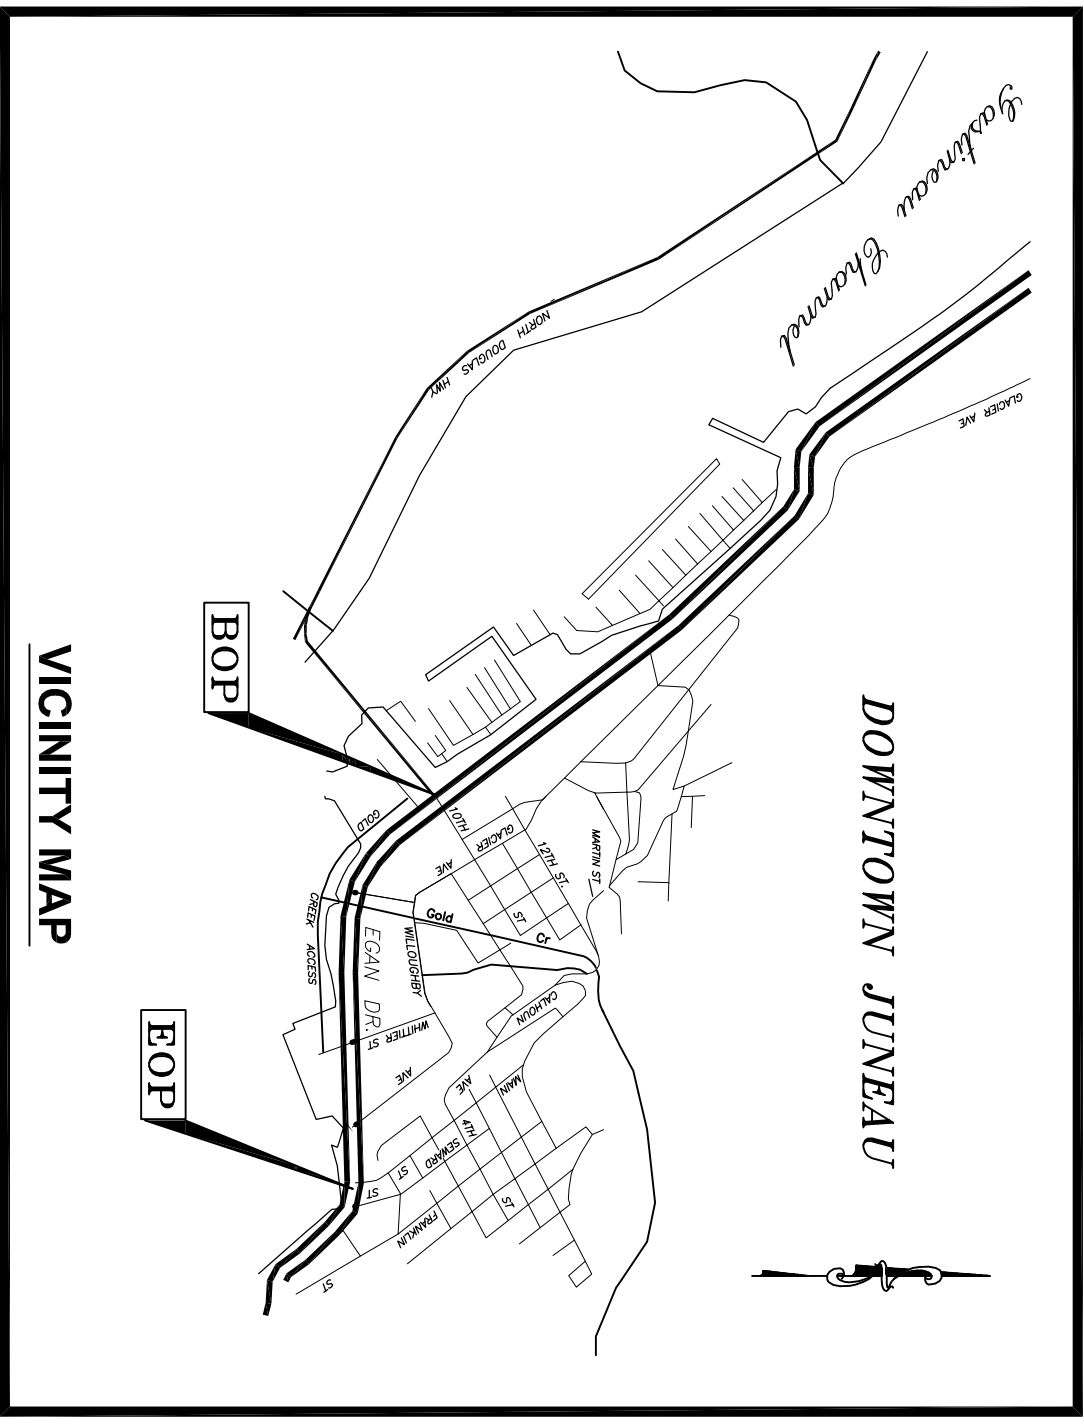 DOWNTOWN JUNEAU
Gastineau Channel
GLACIER AVE
NORTH DOUGLAS HWY
MARTIN ST
12TH ST.
10TH
GLACIER
AVE
ST
Gold
Cr
GOLD
CREEK ACCESS
WILLOUGHBY
AVE
EGAN DR.
WHITTIER ST
CALHOUN
AVE
MAIN
ST
4TH
ST
SEWARD
ST
FRANKLIN
ST
BOP
EOP
VICINITY MAP
N